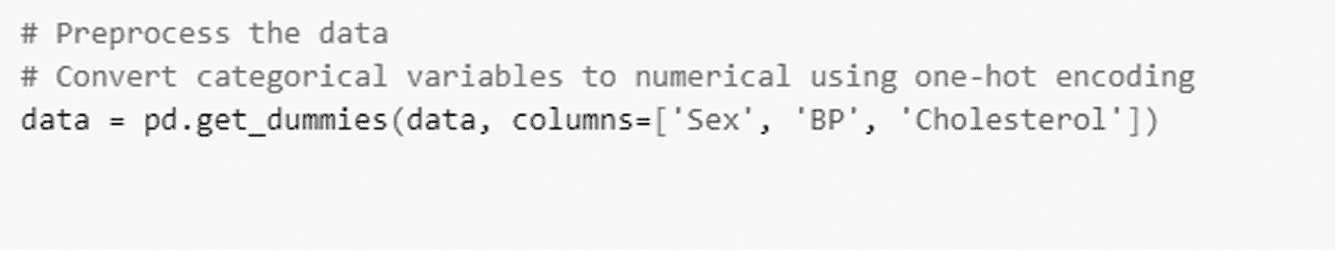 # Preprocess the data
# Convert categorical variables to numerical using one-hot encoding
data = pd.get_dummies(data, columns=['Sex', 'BP', 'Cholesterol'])